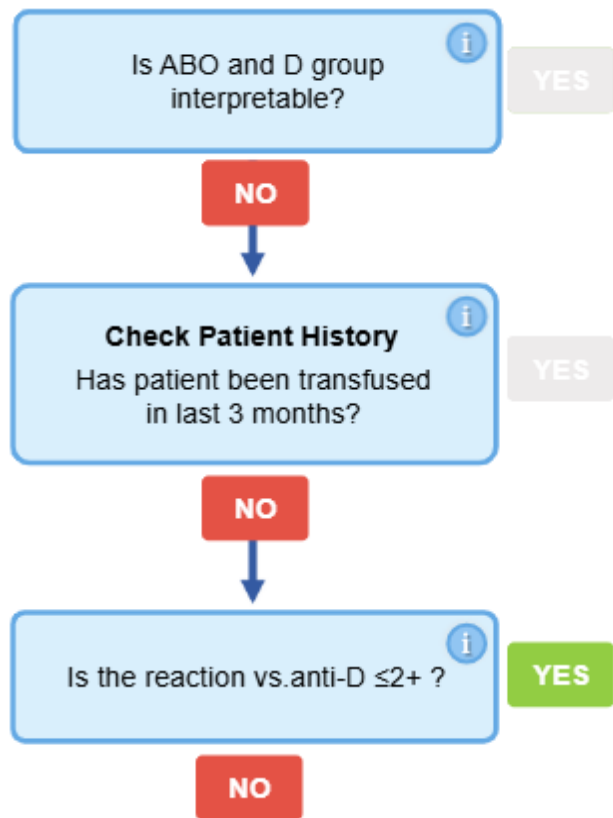 Is ABO and D group
interpretable?
i
YES
NO
Check Patient History
Has patient been transfused
in last 3 months?
i
YES
NO
Is the reaction vs.anti-D ≤2+ ?
i
YES
NO